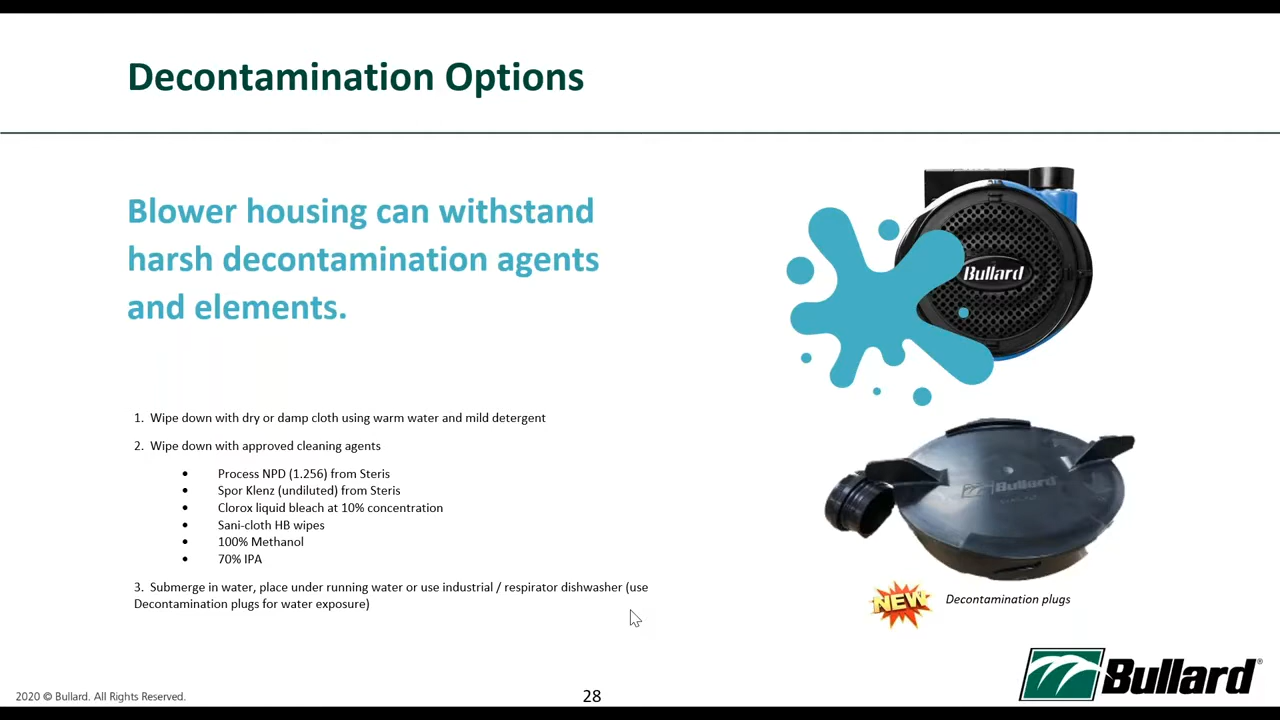 Decontamination Options
Blower housing can withstand
harsh decontamination agents
and elements.
Bullard
1. Wipe down with dry or damp cloth using warm water and mild detergent
2. Wipe down with approved cleaning agents
• Process NPD (1.256) from Steris
• Spor Klenz (undiluted) from Steris
• Clorox liquid bleach at 10% concentration
• Sani-cloth HB wipes
• 100% Methanol
• 70% IPA
3. Submerge in water, place under running water or use industrial / respirator dishwasher (use
Decontamination plugs for water exposure)
Bullard
NEW
Decontamination plugs
2020 © Bullard. All Rights Reserved.
28
Bullard®